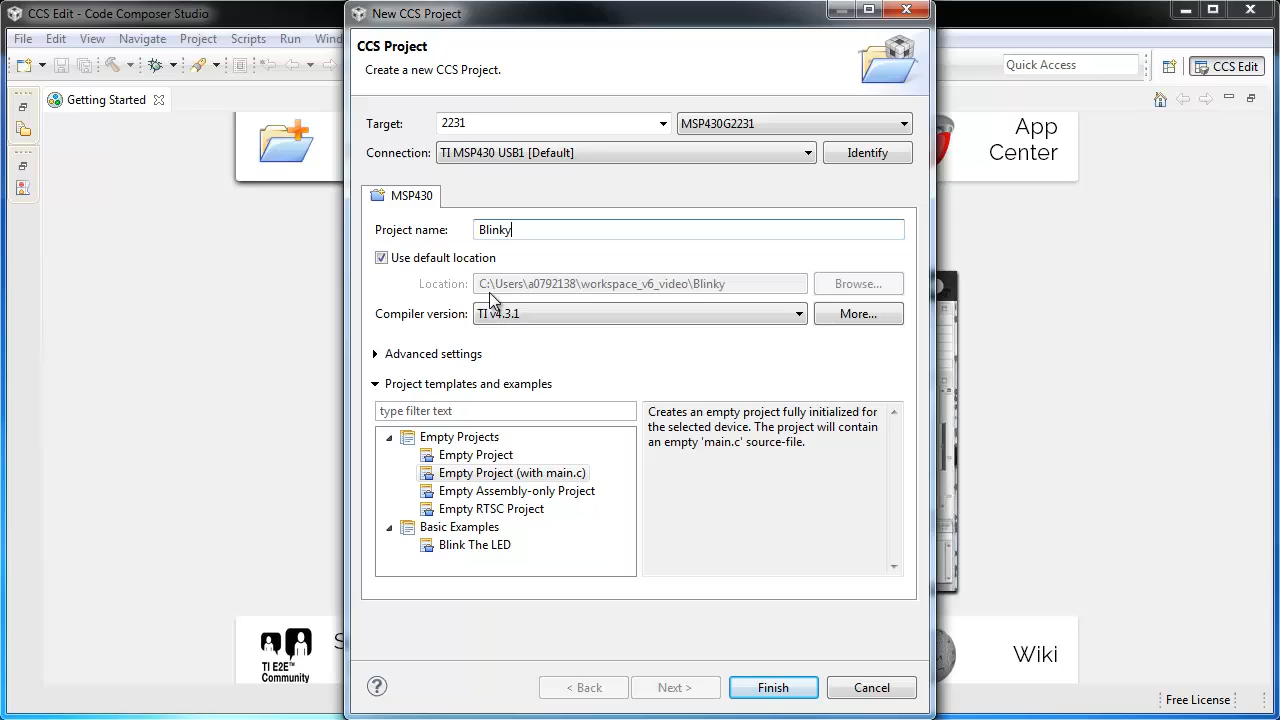 CCS Edit - Code Composer Studio
New CCS Project
File Edit View Navigate Project Scripts Run Wind
Quick Access
CCS Edit
Getting Started
CCS Project
Create a new CCS Project.
App
Center
Target: 2231 MSP430G2231
Connection: TI MSP430 USB1 [Default] Identify
MSP430
Project name: Blinky
Use default location
Location: C:\Users\a0792138\workspace_v6_video\Blinky Browse...
Compiler version: TI v4.3.1 More...
Advanced settings
Project templates and examples
type filter text
Empty Projects
Empty Project
Empty Project (with main.c)
Empty Assembly-only Project
Empty RTSC Project
Basic Examples
Blink The LED
Creates an empty project fully initialized for
the selected device. The project will contain
an empty 'main.c' source-file.
S
TI E2E™
Community
Wiki
? < Back Next > Finish Cancel
Free License